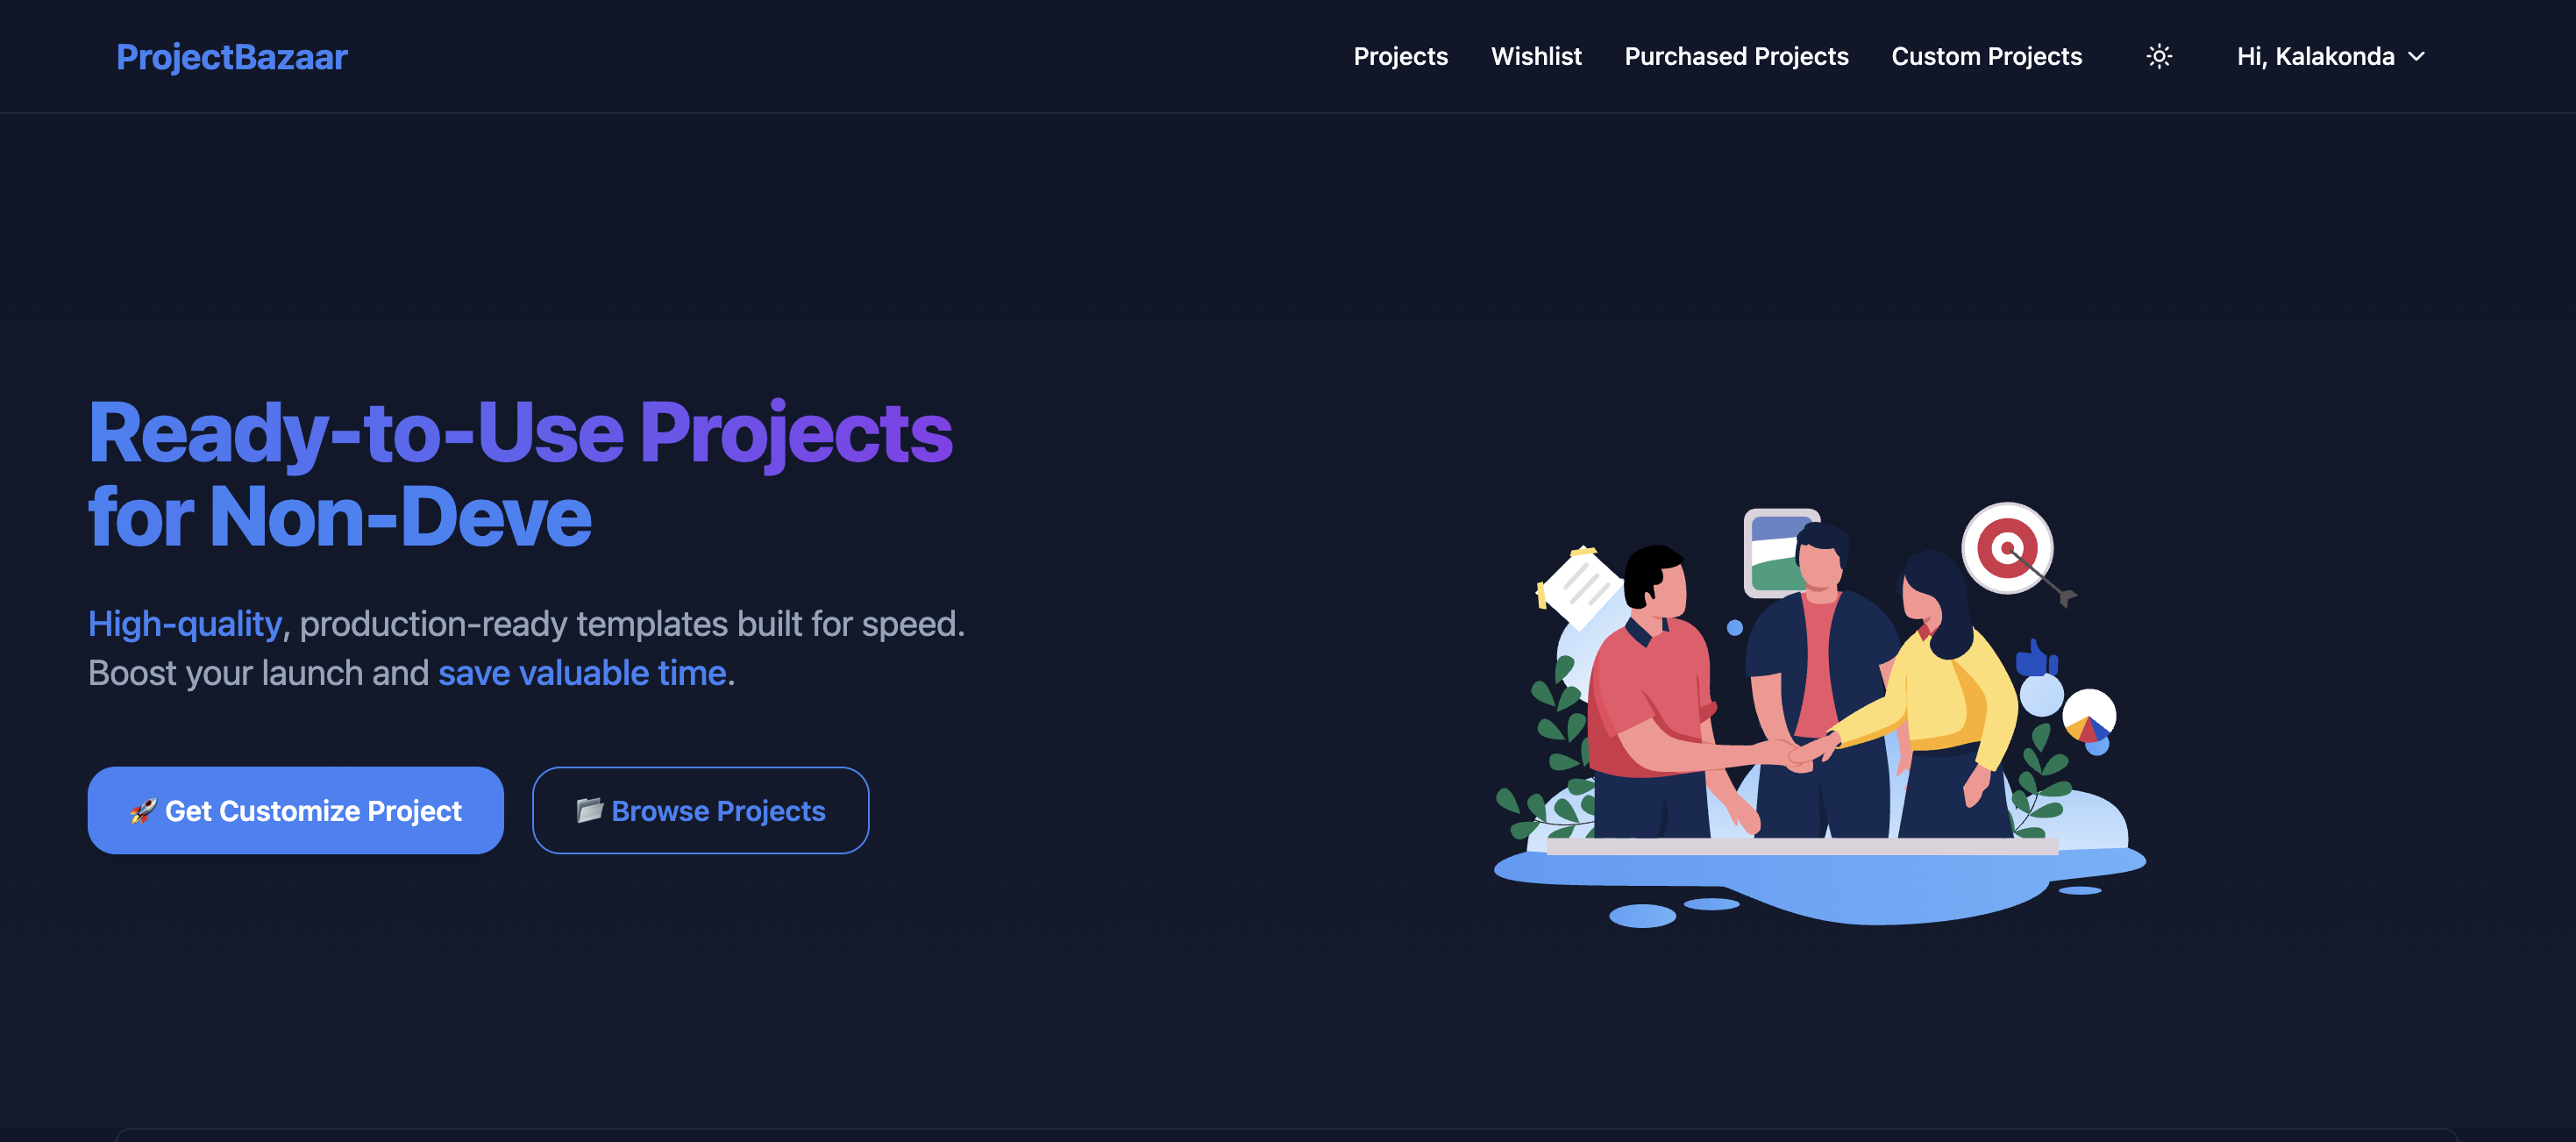 ProjectBazaar
Projects
Wishlist
Purchased Projects
Custom Projects
Hi, Kalakonda
Ready-to-Use Projects
for Non-Deve
High-quality, production-ready templates built for speed.
Boost your launch and save valuable time.
🚀 Get Customize Project
📂 Browse Projects